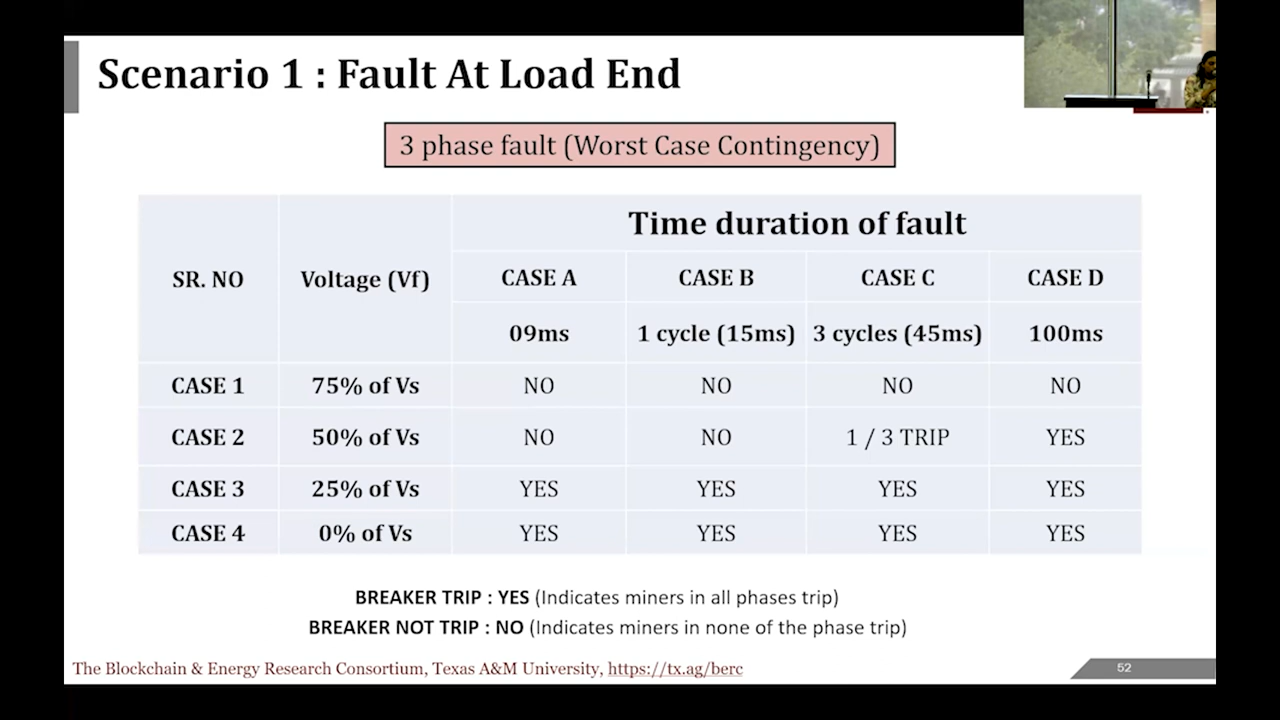 Scenario 1 : Fault At Load End
3 phase fault (Worst Case Contingency)
SR. NO Voltage (Vf) Time duration of fault
CASE A CASE B CASE C CASE D
09ms 1 cycle (15ms) 3 cycles (45ms) 100ms
CASE 1 75% of Vs NO NO NO NO
CASE 2 50% of Vs NO NO 1 / 3 TRIP YES
CASE 3 25% of Vs YES YES YES YES
CASE 4 0% of Vs YES YES YES YES
BREAKER TRIP : YES (Indicates miners in all phases trip)
BREAKER NOT TRIP : NO (Indicates miners in none of the phase trip)
The Blockchain & Energy Research Consortium, Texas A&M University, https://tx.ag/berc
52